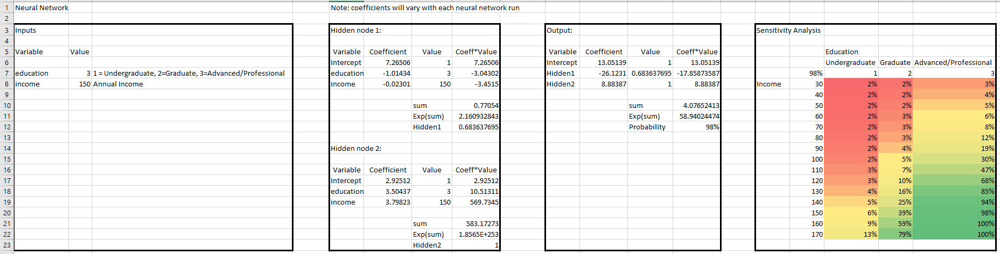 1 Neural Network Note: coefficients will vary with each neural network run
2
3 Inputs Hidden node 1: Output: Sensitivity Analysis
4
5 Variable Value Variable Coefficient Value Coeff*Value Variable Coefficient Value Coeff*Value Education
6 Intercept 7.26506 1 7.26506 Intercept 13.05139 1 13.05139 Undergraduate Graduate Advanced/Professional
7 education 3 1 = Undergraduate, 2=Graduate, 3=Advanced/Professional education -1.01434 3 -3.04302 Hidden1 -26.1231 0.683637695 -17.85873587 98% 1 2 3
8 income 150 Annual Income income -0.02301 150 -3.4515 Hidden2 8.88387 1 8.88387 Income 30 2% 2% 3%
9 40 2% 2% 4%
10 sum 0.77054 sum 4.07652413 50 2% 2% 5%
11 Exp(sum) 2.160932843 Exp(sum) 58.94024474 60 2% 3% 6%
12 Hidden1 0.683637695 Probability 98% 70 2% 3% 8%
13 80 2% 3% 12%
14 Hidden node 2: 90 2% 4% 19%
15 100 2% 5% 30%
16 Variable Coefficient Value Coeff*Value 110 3% 7% 47%
17 Intercept 2.92512 1 2.92512 120 3% 10% 68%
18 education 3.50437 3 10.51311 130 4% 16% 85%
19 income 3.79823 150 569.7345 140 5% 25% 94%
20 150 6% 39% 98%
21 sum 583.17273 160 9% 59% 100%
22 Exp(sum) 1.8565E+253 170 13% 79% 100%
23 Hidden2 1